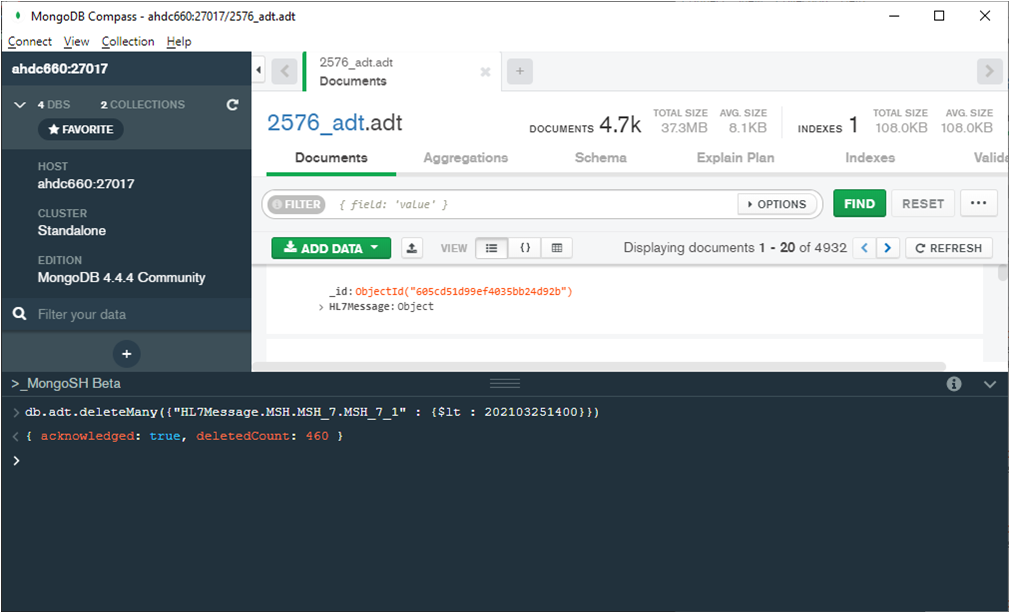 MongoDB Compass - ahdc660:27017/2576_adt.adt
Connect View Collection Help
ahdc660:27017
4 DBS 2 COLLECTIONS
FAVORITE
HOST
ahdc660:27017
CLUSTER
Standalone
EDITION
MongoDB 4.4.4 Community
Filter your data
+
2576_adt.adt
Documents
+
2576_adt.adt
DOCUMENTS 4.7k
TOTAL SIZE 37.3MB
AVG. SIZE 8.1KB
INDEXES 1
TOTAL SIZE 108.0KB
AVG. SIZE 108.0KB
Documents Aggregations Schema Explain Plan Indexes Valida
FILTER { field: 'value' } OPTIONS FIND RESET ...
ADD DATA VIEW {} Displaying documents 1 - 20 of 4932 < > REFRESH
_id:ObjectId("605cd51d99ef4035bb24d92b")
> HL7Message:Object
>_MongoSH Beta
> db.adt.deleteMany({"HL7Message.MSH.MSH_7.MSH_7_1" : {$lt : 202103251400}})
< { acknowledged: true, deletedCount: 460 }
>